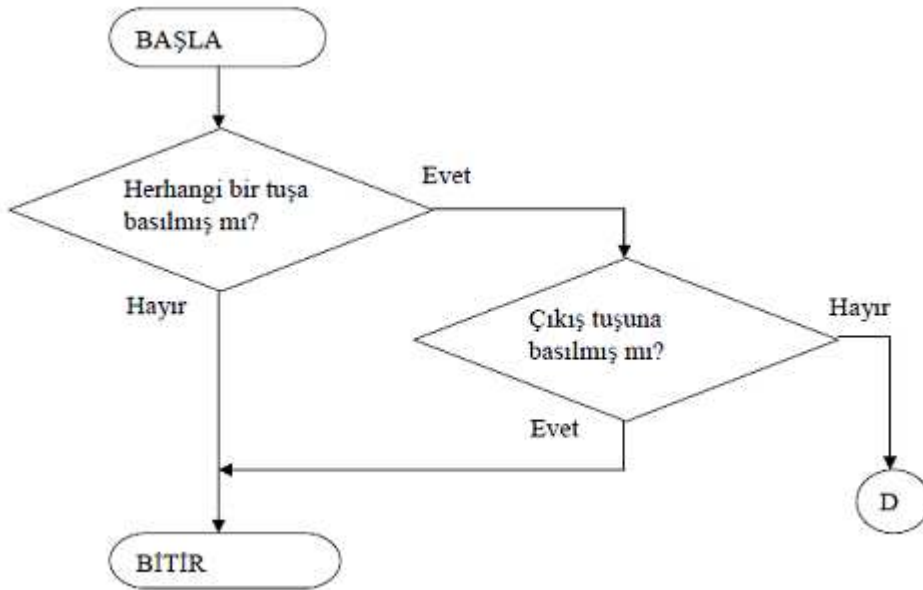 BAŞLA
Herhangi bir tuşa
basılmış mı?
Evet
Hayır
Çıkış tuşuna
basılmış mı?
Hayır
Evet
D
BİTİR